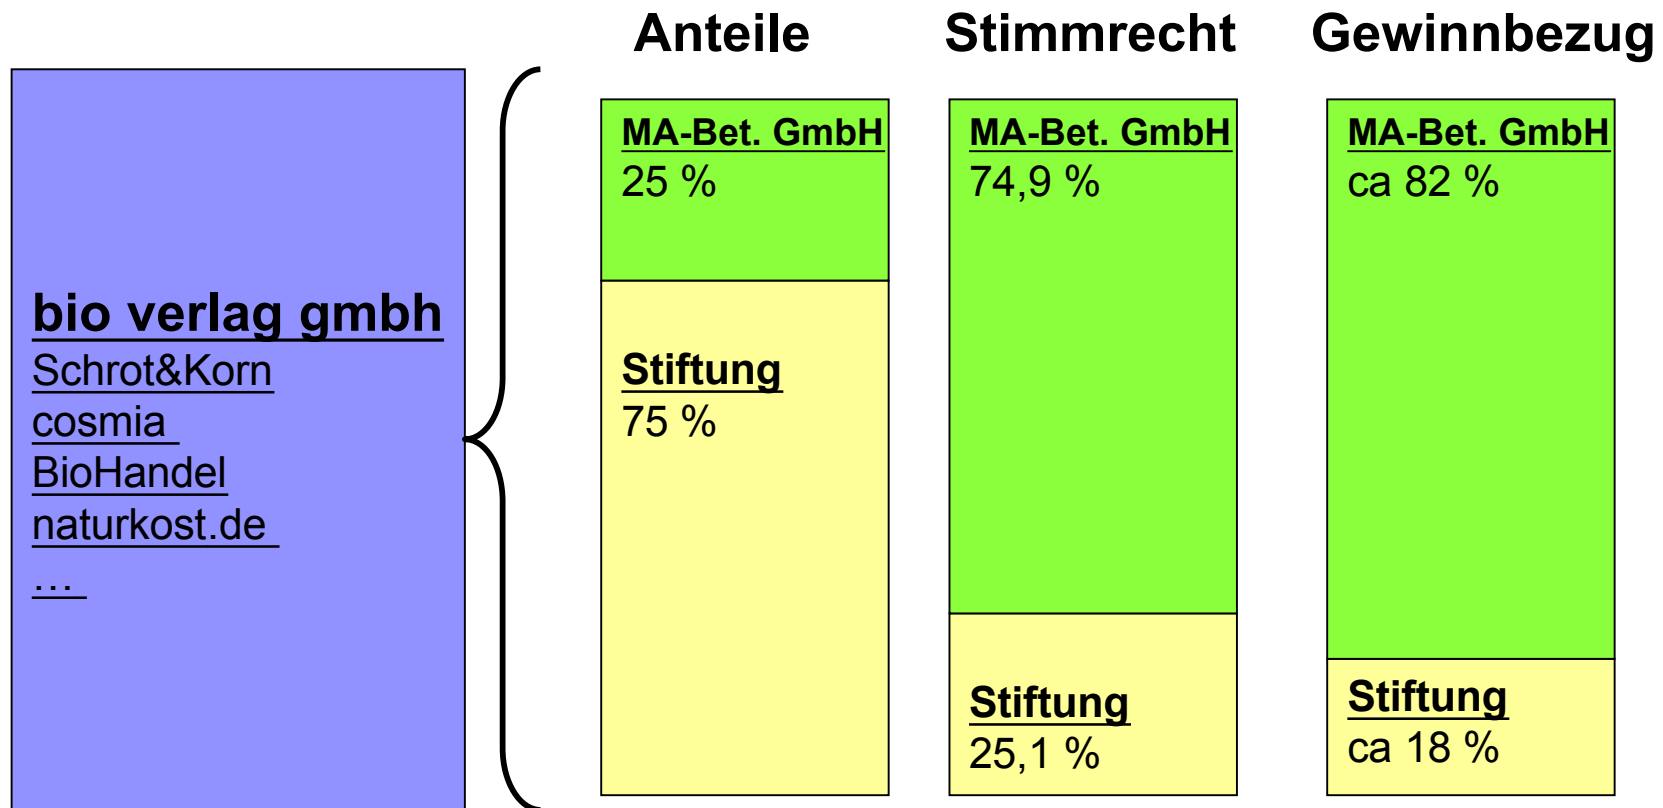 Anteile
Stimmrecht
Gewinnbezug
bio verlag gmbh
Schrot&Korn
cosmia
BioHandel
naturkost.de
…
MA-Bet. GmbH
25 %
Stiftung
75 %
MA-Bet. GmbH
74,9 %
Stiftung
25,1 %
MA-Bet. GmbH
ca 82 %
Stiftung
ca 18 %